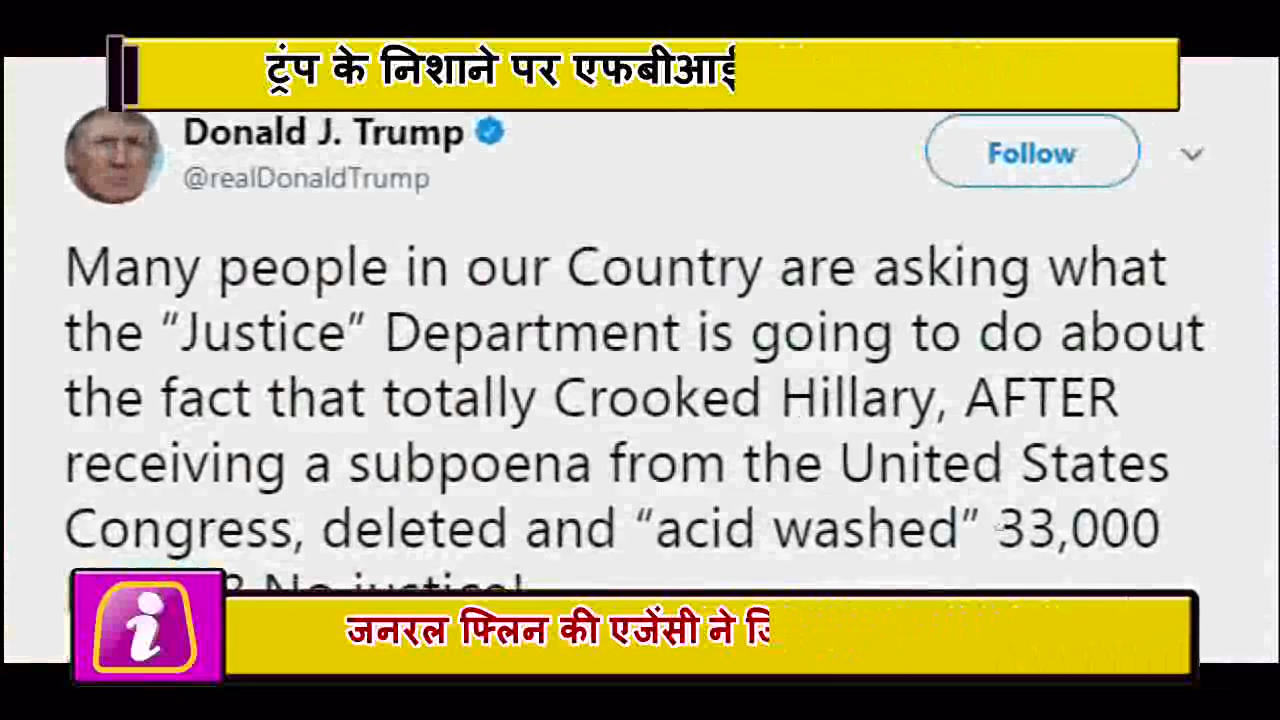 ट्रंप के निशाने पर एफबीआई
Donald J. Trump
@realDonaldTrump
Follow
Many people in our Country are asking what
the “Justice” Department is going to do about
the fact that totally Crooked Hillary, AFTER
receiving a subpoena from the United States
Congress, deleted and “acid washed” 33,000
? No justice!
जनरल फ्लिन की एजेंसी ने